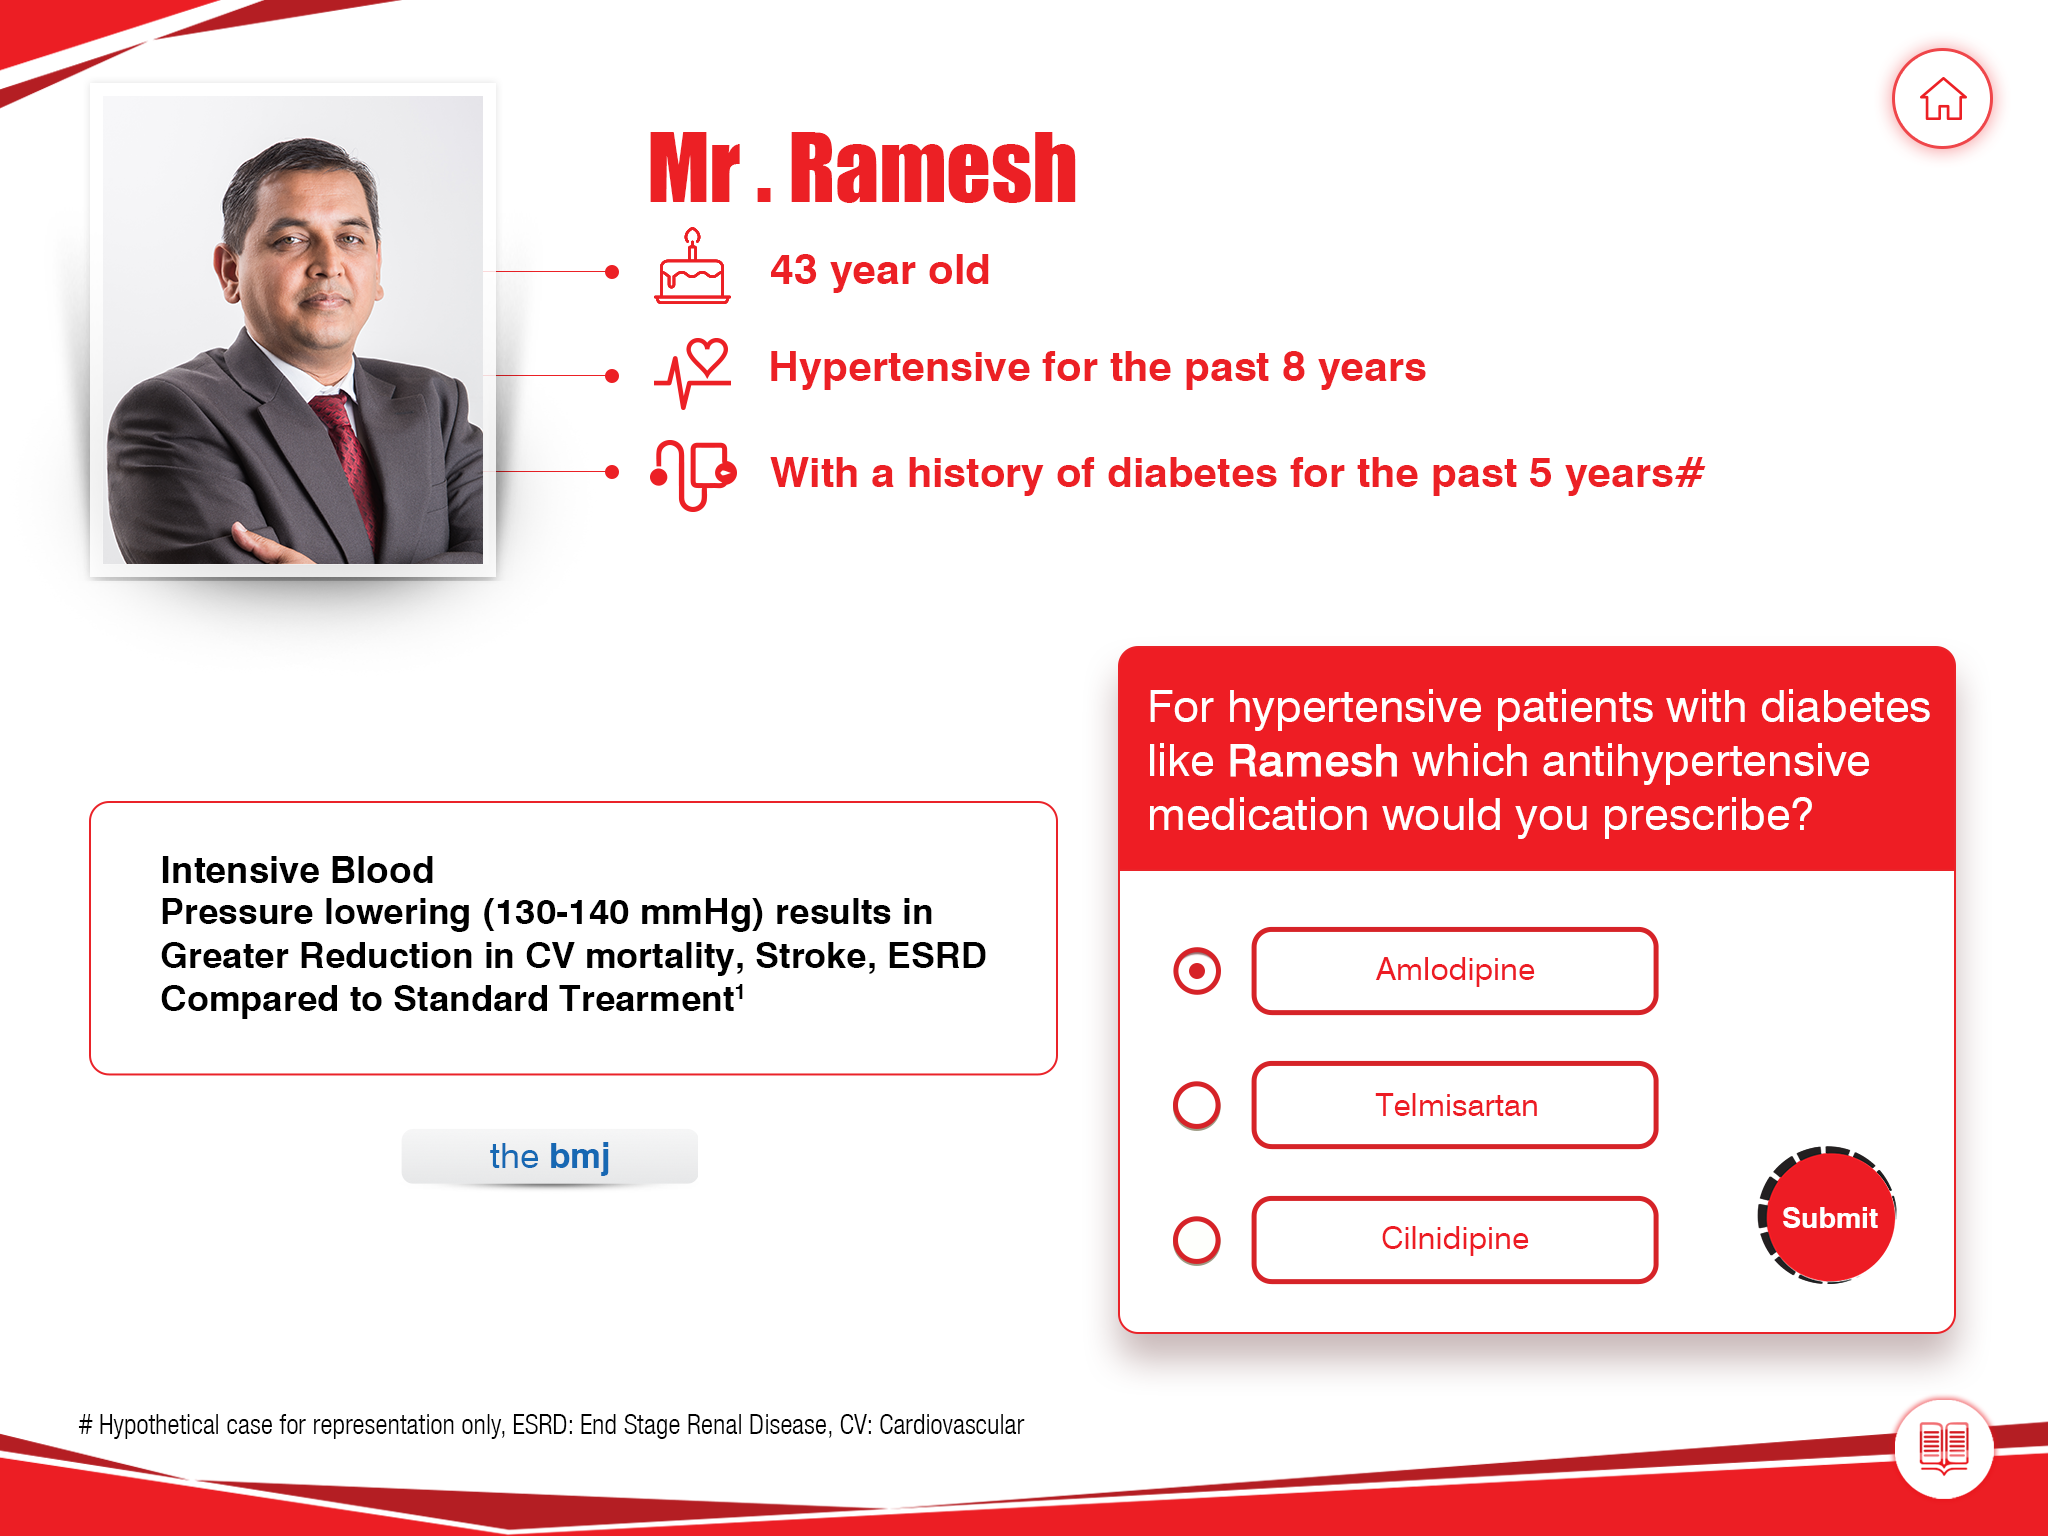 Mr . Ramesh
43 year old
Hypertensive for the past 8 years
With a history of diabetes for the past 5 years#
Intensive Blood
Pressure lowering (130-140 mmHg) results in
Greater Reduction in CV mortality, Stroke, ESRD
Compared to Standard Trearment¹
the bmj
For hypertensive patients with diabetes
like Ramesh which antihypertensive
medication would you prescribe?
Amlodipine
Telmisartan
Cilnidipine
Submit
# Hypothetical case for representation only, ESRD: End Stage Renal Disease, CV: Cardiovascular